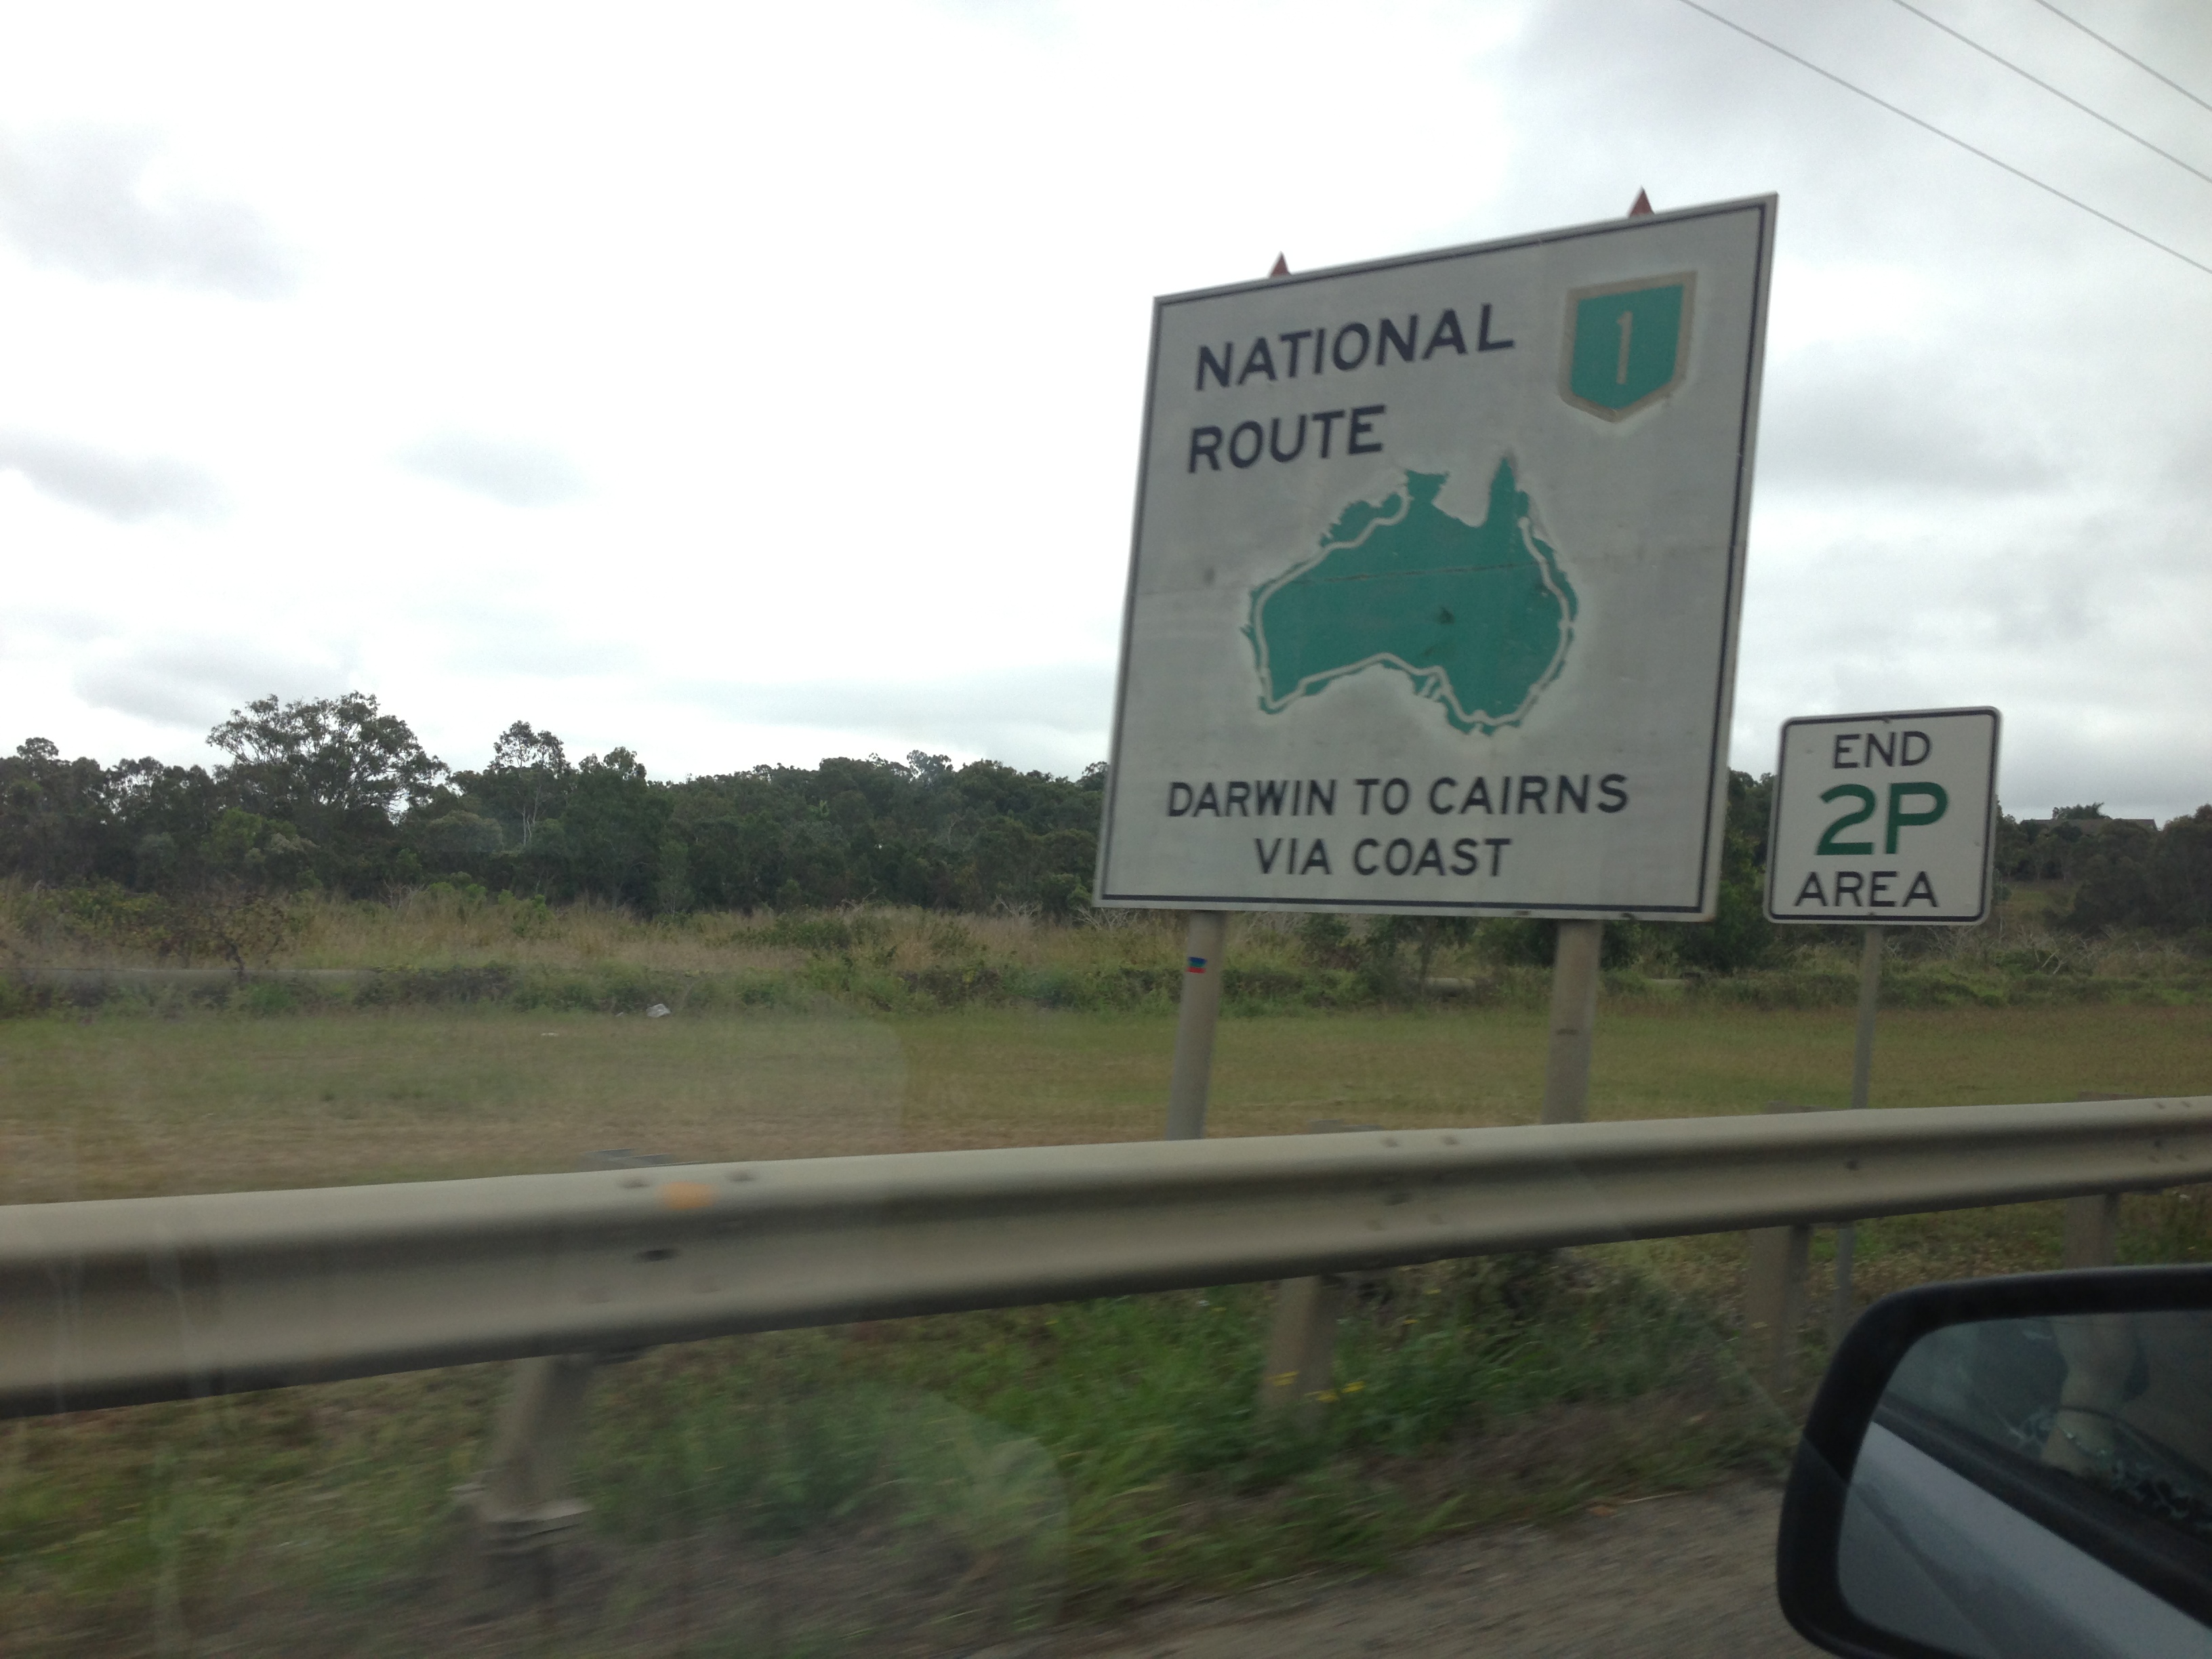 NATIONAL
ROUTE
1
DARWIN TO CAIRNS
VIA COAST
END
2P
AREA